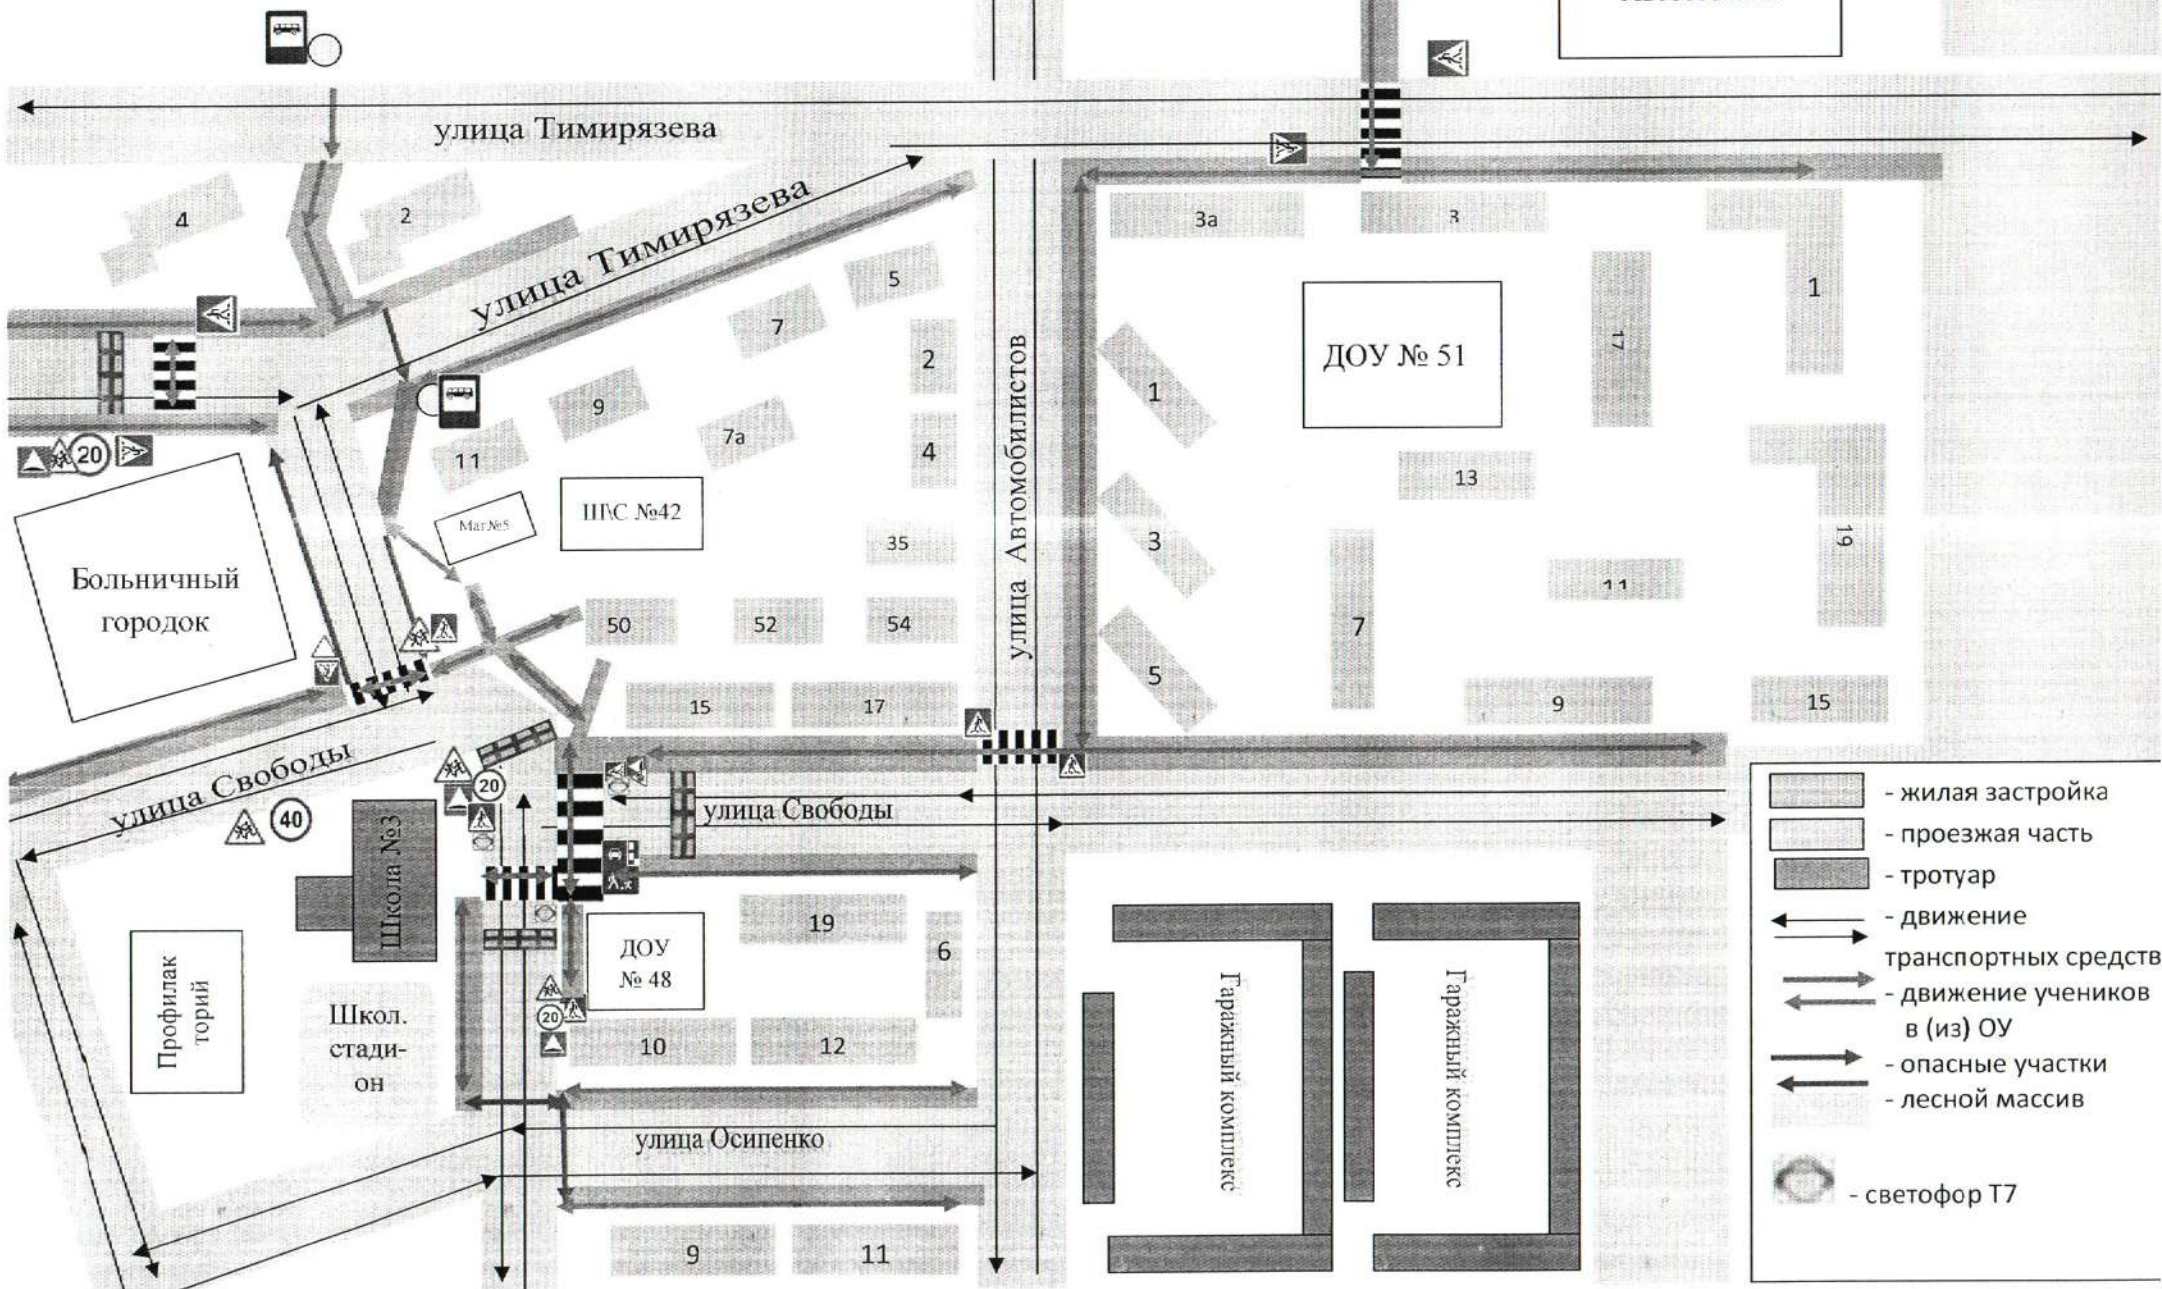 улица Тимирязева
4
2
улица Тимирязева
3а
3
1
5
7
2
17
ДОУ № 51
1
9
7а
4
11
13
20
Ш\С №42
Маг№5
35
3
19
Больничный
городок
улица Автомобилистов
11
50
52
54
7
5
15
17
9
15
улица Свободы
20
40
улица Свободы
Школа №3
19
6
ДОУ
№ 48
Профилак
торий
Школ.
стади-
он
20
10
12
Гаражный комплекс
Гаражный комплекс
улица Осипенко
9
11
- жилая застройка
- проезжая часть
- тротуар
- движение
транспортных средств
- движение учеников
в (из) ОУ
- опасные участки
- лесной массив
- светофор Т7